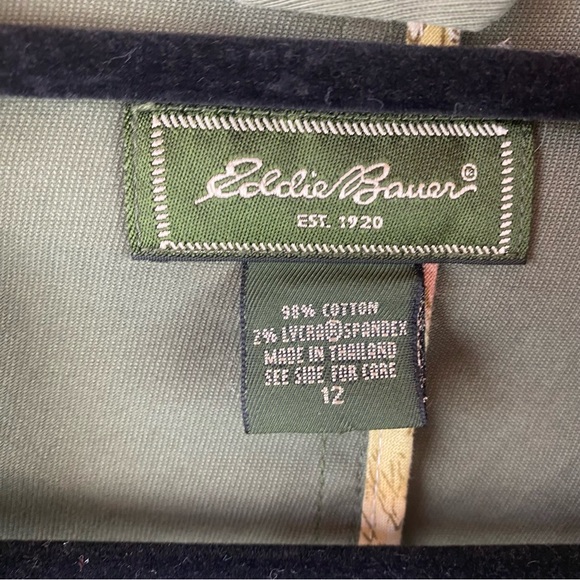 Eddie Bauer®
EST. 1920
98% COTTON
2% LYCRA®SPANDEX
MADE IN THAILAND
SEE SIDE FOR CARE
12